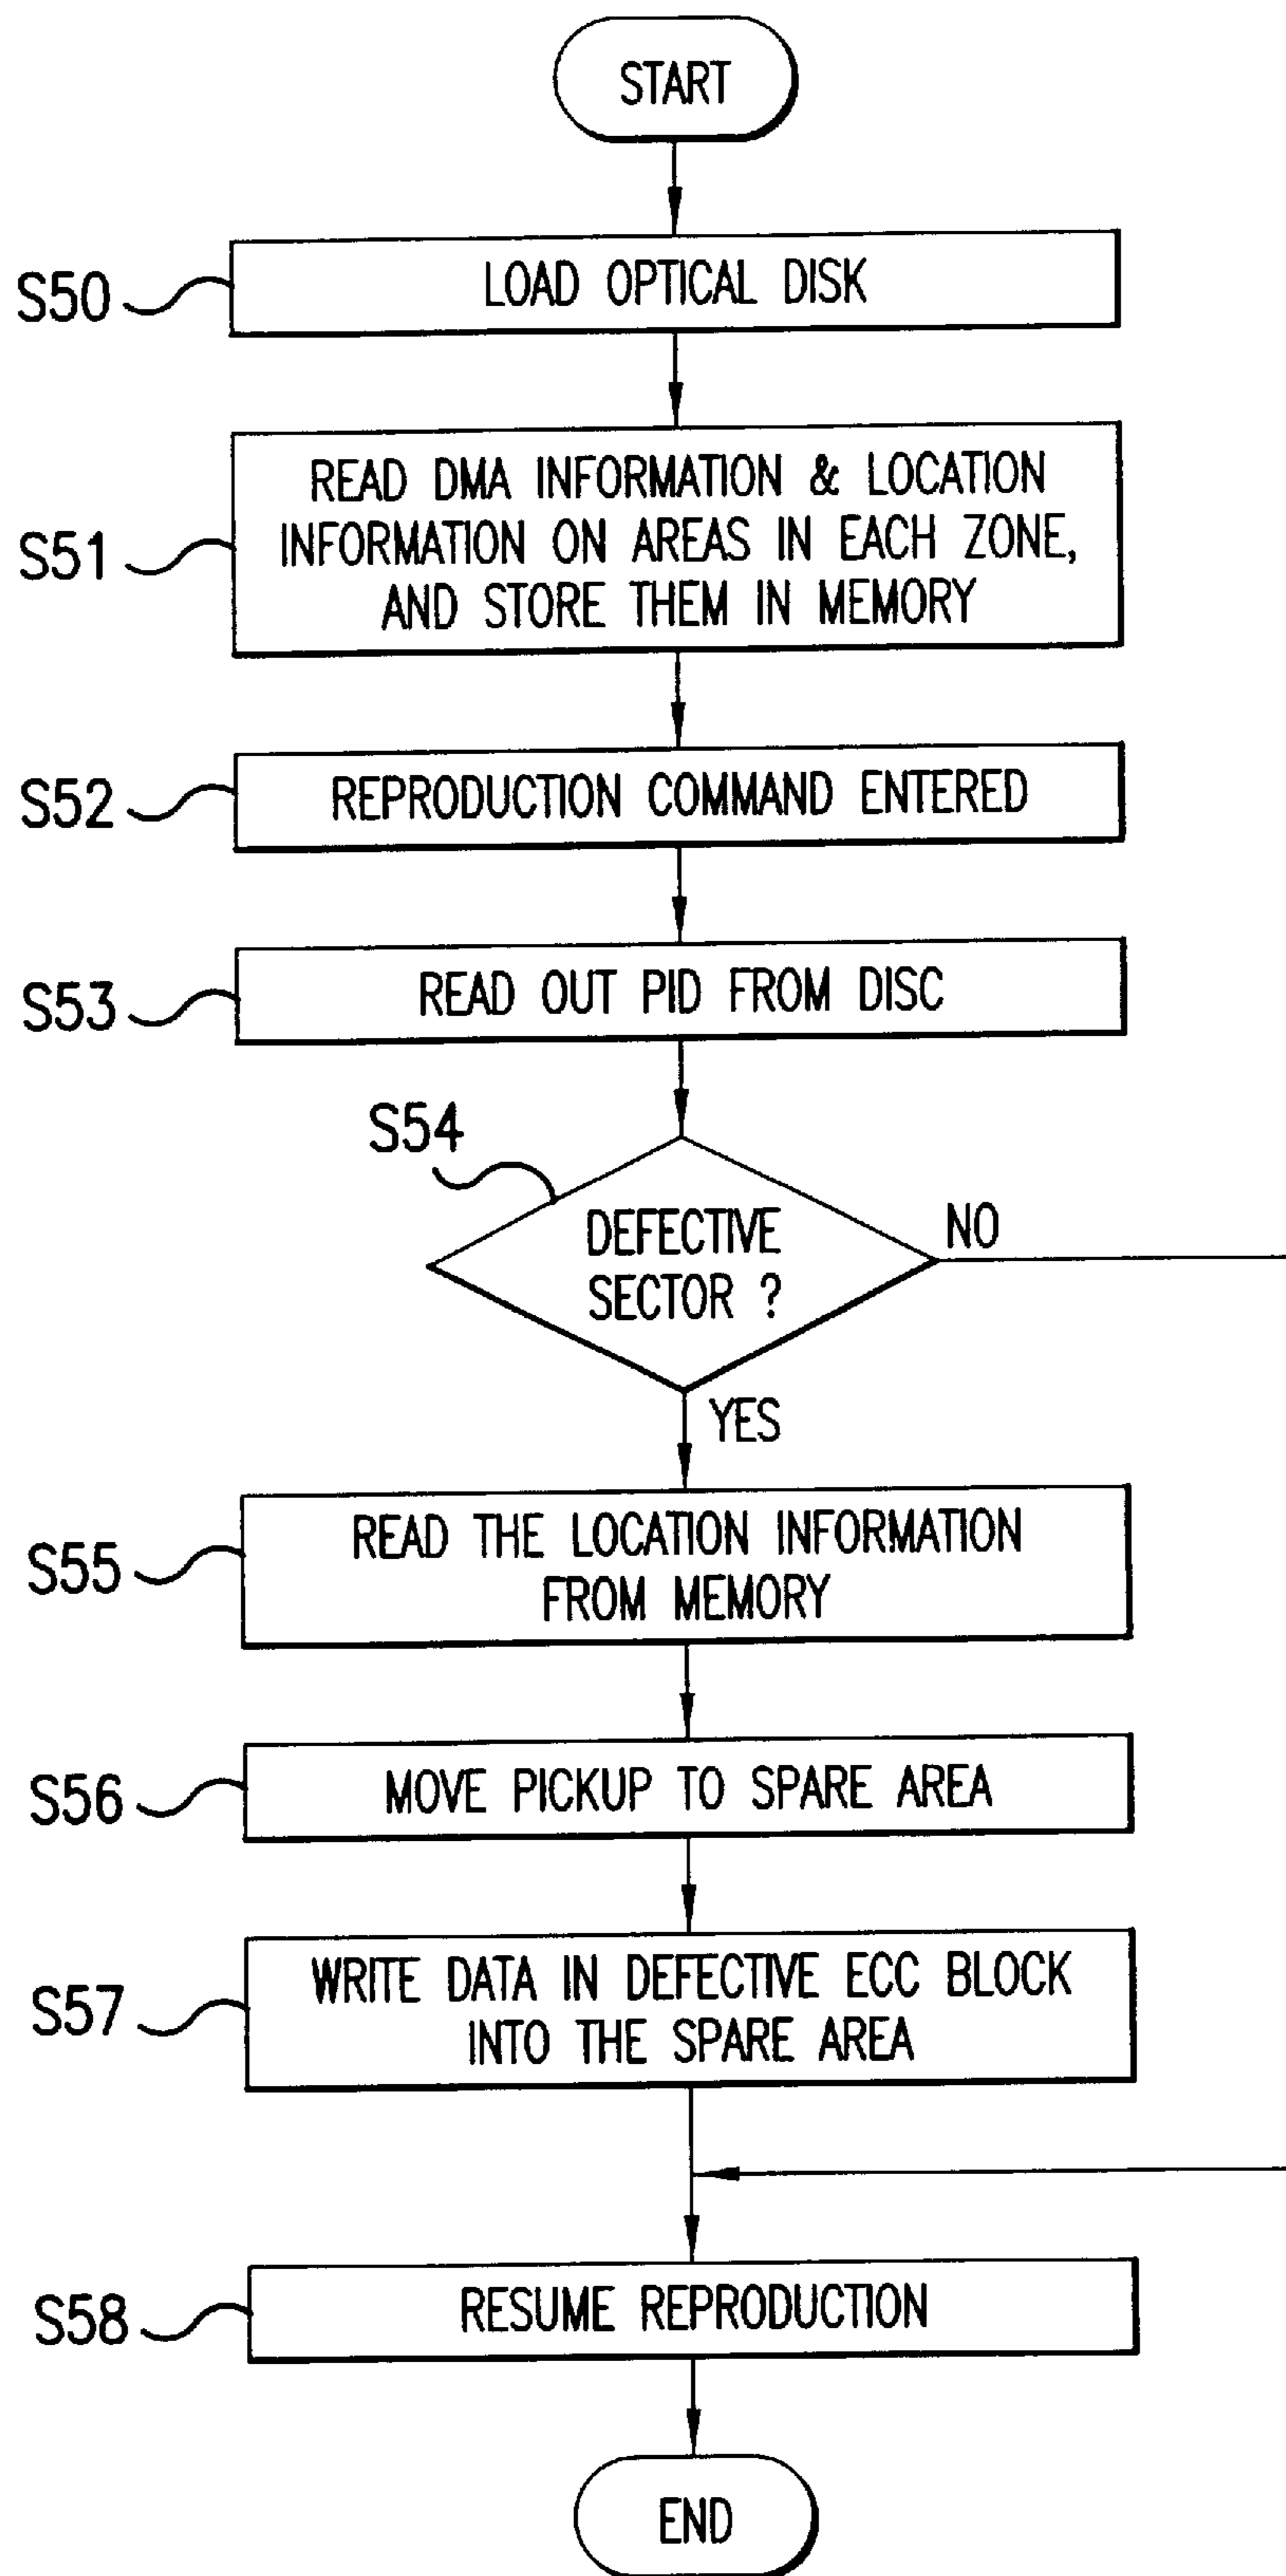 START
S50
LOAD OPTICAL DISK
S51
READ DMA INFORMATION & LOCATION
INFORMATION ON AREAS IN EACH ZONE,
AND STORE THEM IN MEMORY
S52
REPRODUCTION COMMAND ENTERED
S53
READ OUT PID FROM DISC
S54
DEFECTIVE
SECTOR ?
NO
YES
S55
READ THE LOCATION INFORMATION
FROM MEMORY
S56
MOVE PICKUP TO SPARE AREA
S57
WRITE DATA IN DEFECTIVE ECC BLOCK
INTO THE SPARE AREA
S58
RESUME REPRODUCTION
END